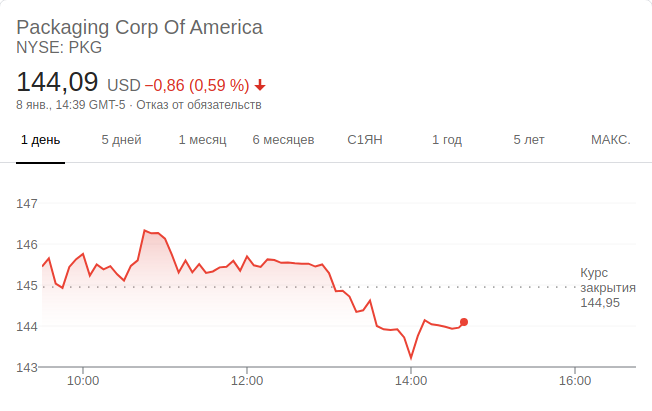 Packaging Corp Of America
NYSE: PKG
144,09 USD −0,86 (0,59 %)
8 янв., 14:39 GMT-5 · Отказ от обязательств
1 день 5 дней 1 месяц 6 месяцев С1ЯН 1 год 5 лет МАКС.
147
146
145
144
143
Курс
закрытия
144,95
10:00 12:00 14:00 16:00